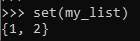 >>> set(my_list)
{1, 2}